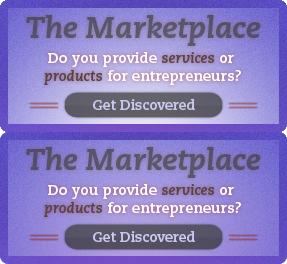 The Marketplace
Do you provide services or
products for entrepreneurs?
Get Discovered
The Marketplace
Do you provide services or
products for entrepreneurs?
Get Discovered